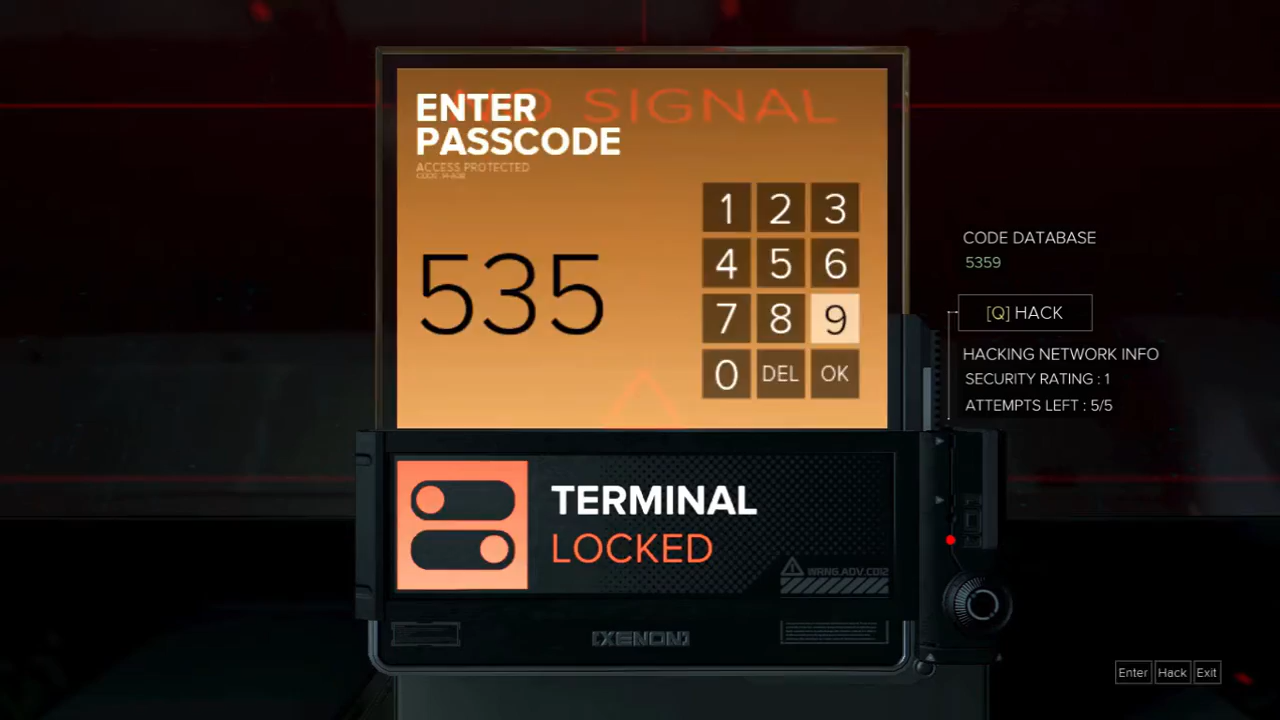 NO SIGNAL
ENTER
PASSCODE
ACCESS PROTECTED
535
1 2 3
4 5 6
7 8 9
0 DEL OK
CODE DATABASE
5359
[Q] HACK
HACKING NETWORK INFO
SECURITY RATING : 1
ATTEMPTS LEFT : 5/5
TERMINAL
LOCKED
WRNG.ADV.CD12
[XENON]
Enter Hack Exit